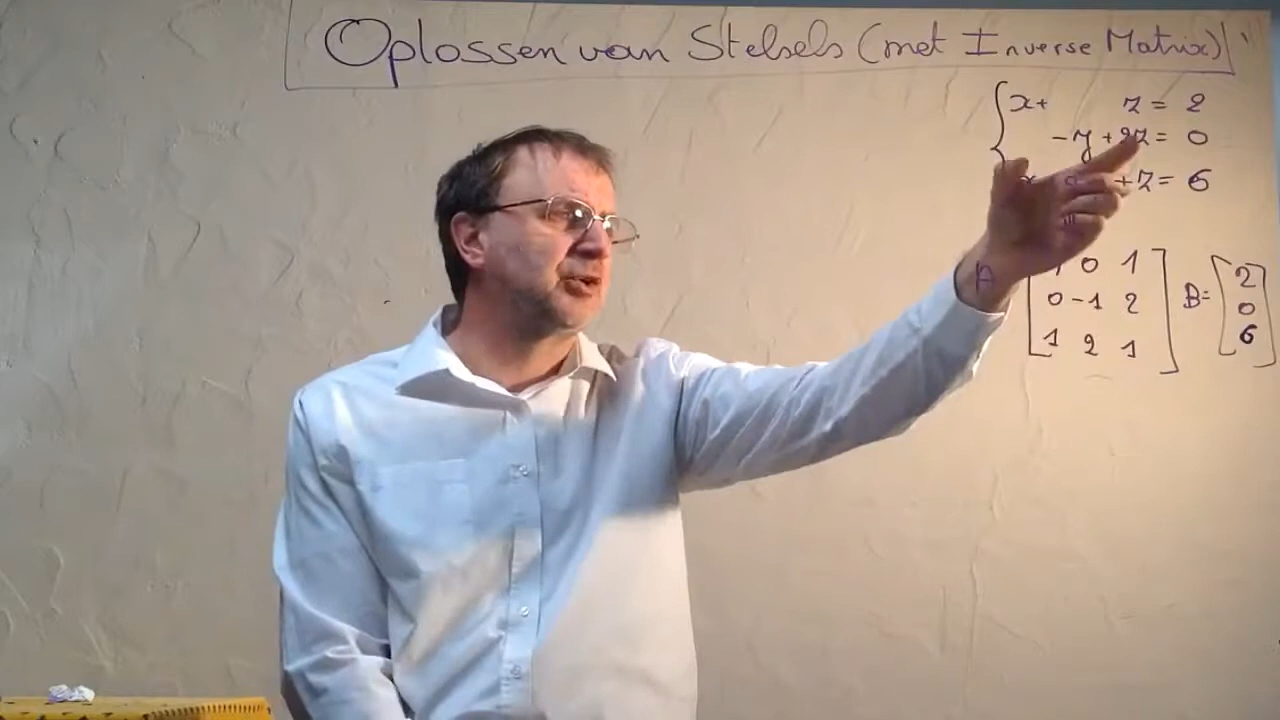 Oplossen van Stelsels (met Inverse Matrix)
x+ z = 2
-y +2z = 0
+z = 6
A
1 0 1
0 -1 2
1 2 1
B=
2
0
6